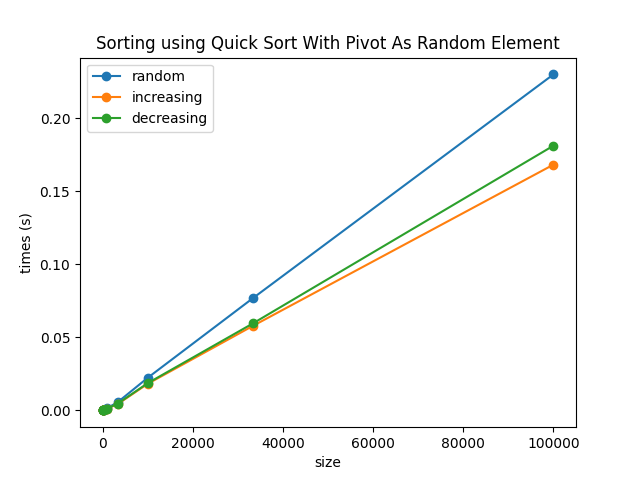 Sorting using Quick Sort With Pivot As Random Element
random
increasing
decreasing
0.20
0.15
0.10
0.05
0.00
times (s)
0 20000 40000 60000 80000 100000
size